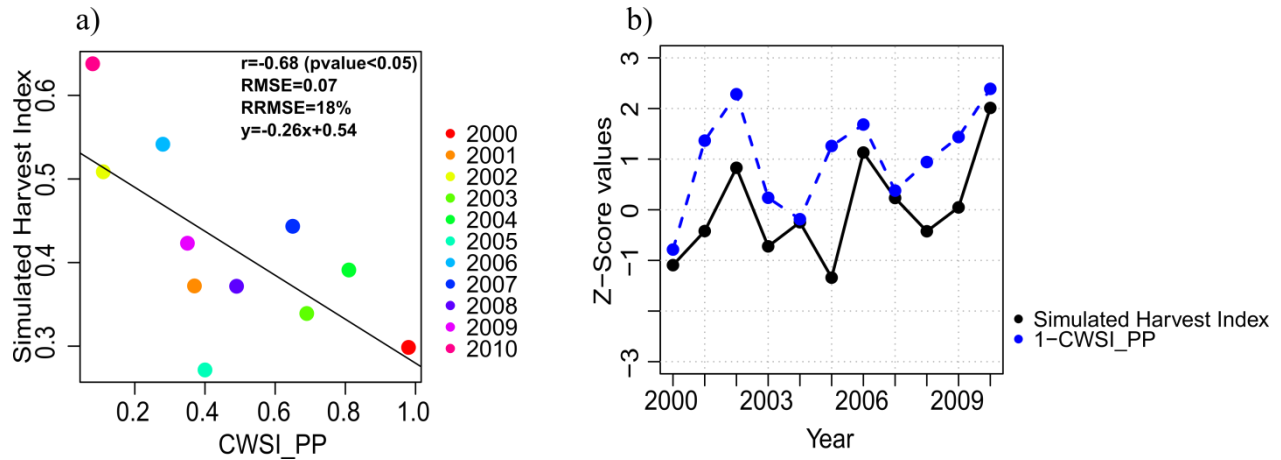 a)
r=-0.68 (pvalue<0.05)
RMSE=0.07
RRMSE=18%
y=-0.26x+0.54
Simulated Harvest Index
0.3
0.4
0.5
0.6
0.2
0.4
0.6
0.8
1.0
CWSI_PP
2000
2001
2002
2003
2004
2005
2006
2007
2008
2009
2010
b)
Z-Score values
3
2
1
0
−1
−3
2000
2003
2006
2009
Year
Simulated Harvest Index
1−CWSI_PP